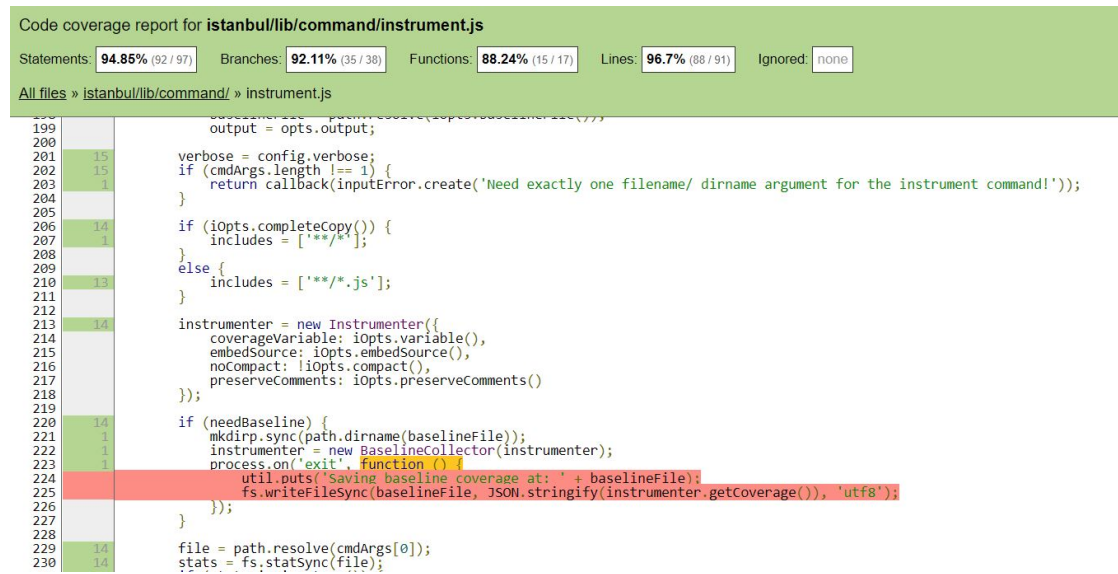 Code coverage report for istanbul/lib/command/instrument.js
Statements: 94.85% (92 / 97) Branches: 92.11% (35 / 38) Functions: 88.24% (15 / 17) Lines: 96.7% (88 / 91) Ignored: none
All files » istanbul/lib/command/ » instrument.js
198 baselineFile = path.resolve(iOpts.baselineFile());
199 output = opts.output;
200
201 15 verbose = config.verbose;
202 15 if (cmdArgs.length !== 1) {
203 1 return callback(inputError.create('Need exactly one filename/ dirname argument for the instrument command!'));
204 }
205
206 14 if (iOpts.completeCopy()) {
207 1 includes = ['**/*'];
208 }
209 else {
210 13 includes = ['**/*.js'];
211 }
212
213 14 instrumenter = new Instrumenter({
214 coverageVariable: iOpts.variable(),
215 embedSource: iOpts.embedSource(),
216 noCompact: !iOpts.compact(),
217 preserveComments: iOpts.preserveComments()
218 });
219
220 14 if (needBaseline) {
221 1 mkdirp.sync(path.dirname(baselineFile));
222 1 instrumenter = new BaselineCollector(instrumenter);
223 1 process.on('exit', function () {
224 util.puts('Saving baseline coverage at: ' + baselineFile);
225 fs.writeFileSync(baselineFile, JSON.stringify(instrumenter.getCoverage()), 'utf8');
226 });
227 }
228
229 14 file = path.resolve(cmdArgs[0]);
230 14 stats = fs.statSync(file);